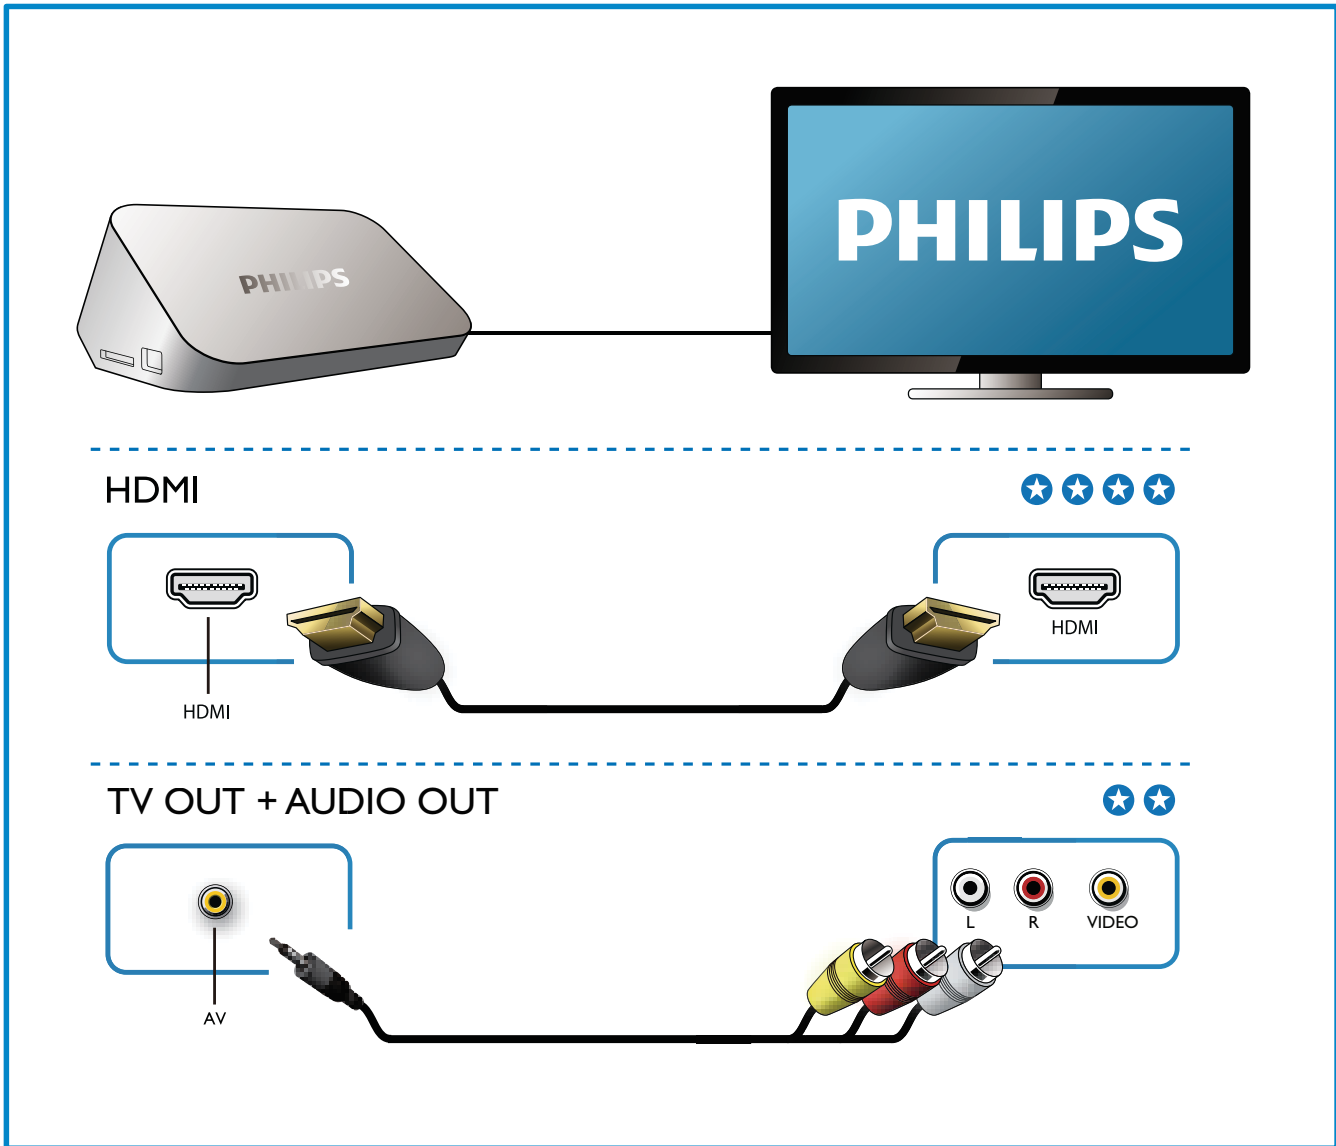 PHILIPS
PHILIPS
HDMI
HDMI
HDMI
TV OUT + AUDIO OUT
L R VIDEO
AV